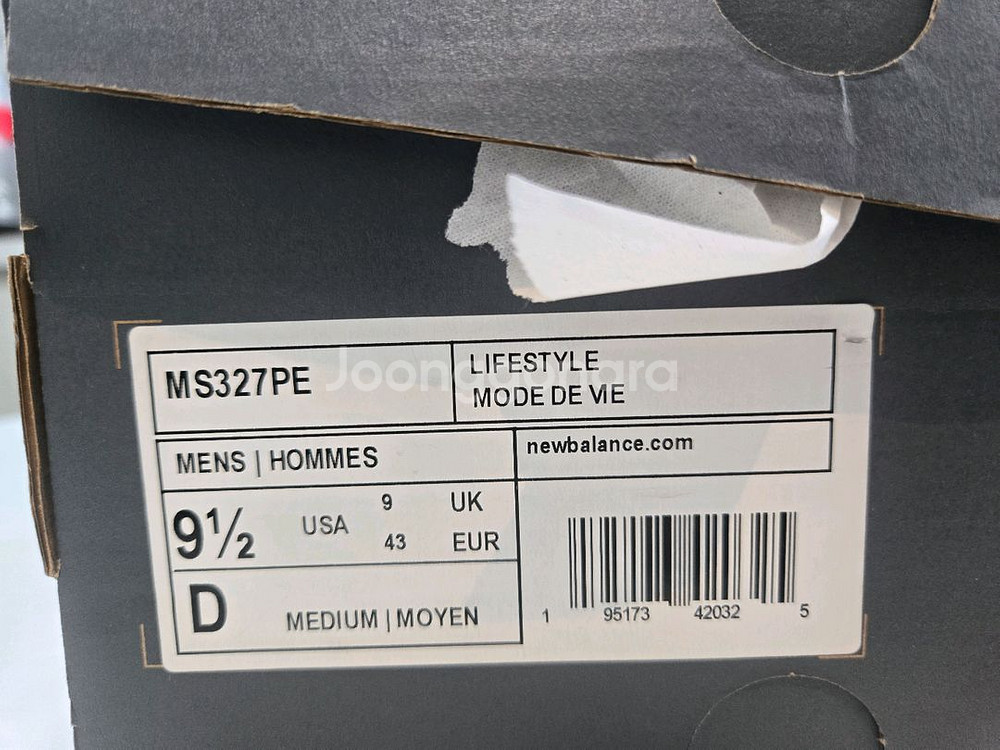 MS327PE
LIFESTYLE
MODE DE VIE
Joonggonara
MENS | HOMMES
newbalance.com
9½ USA 9 UK
43 EUR
D MEDIUM | MOYEN
1 95173 42032 5